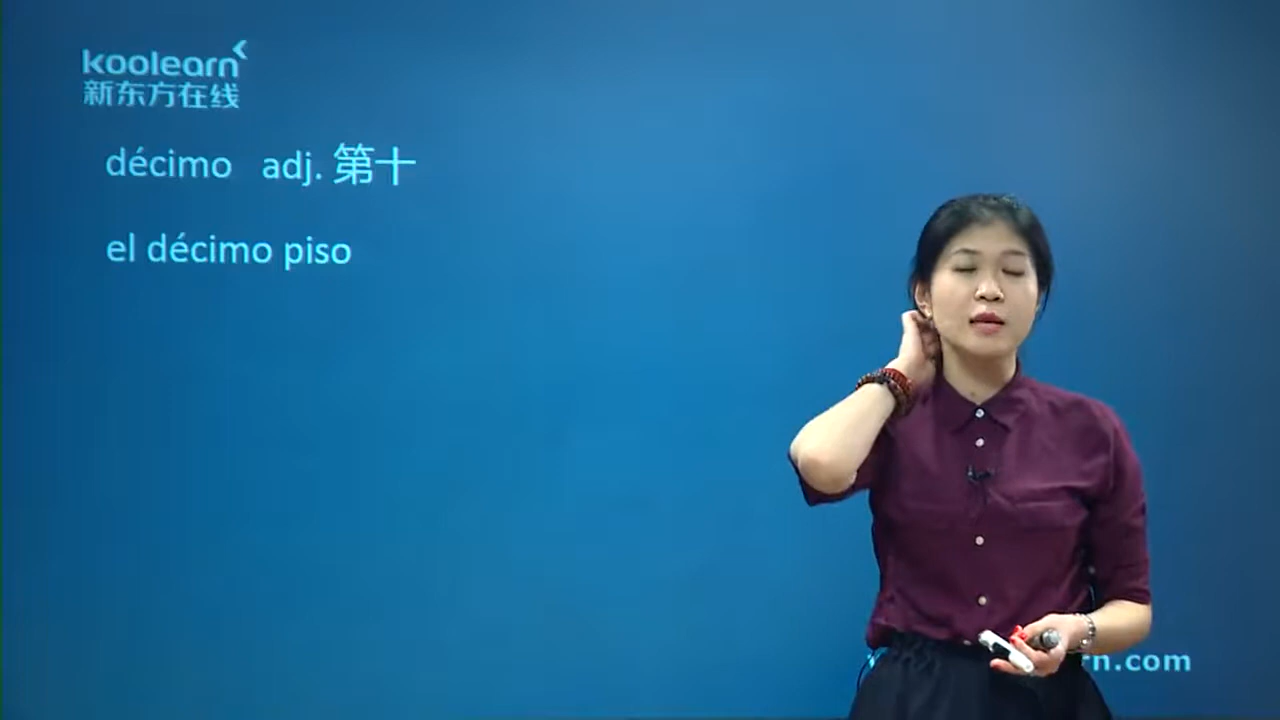 koolearn
新东方在线
décimo adj. 第十
el décimo piso
rn.com